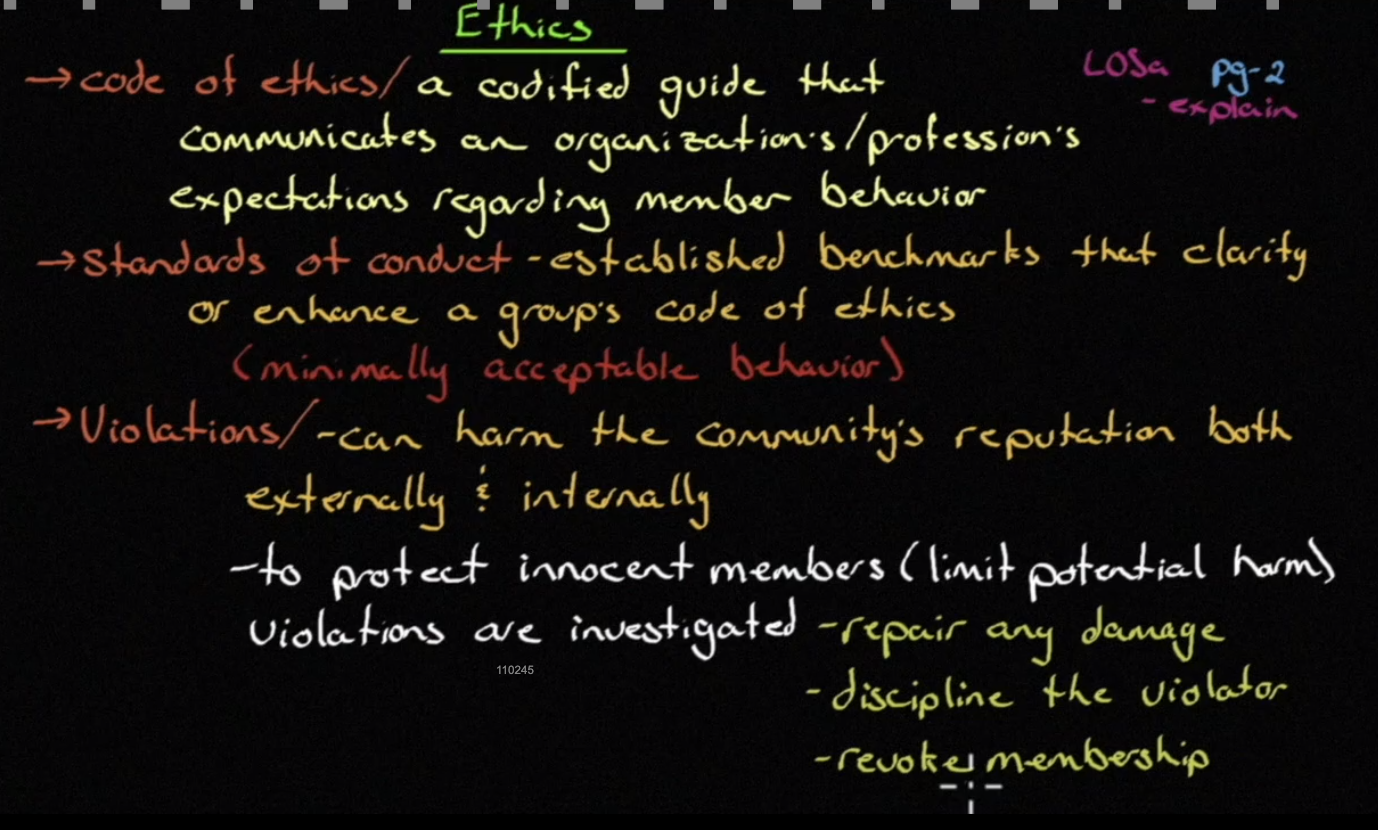 Ethics
LOSa pg-2
- explain
→ code of ethics/ a codified guide that
communicates an organization's/profession's
expectations regarding member behavior
→ Standards of conduct - established benchmarks that clarity
or enhance a group's code of ethics
(minimally acceptable behavior)
→ Violations/ - can harm the community's reputation both
externally & internally
- to protect innocent members (limit potential harm)
violations are investigated - repair any damage
110245
- discipline the violator
- revoke membership